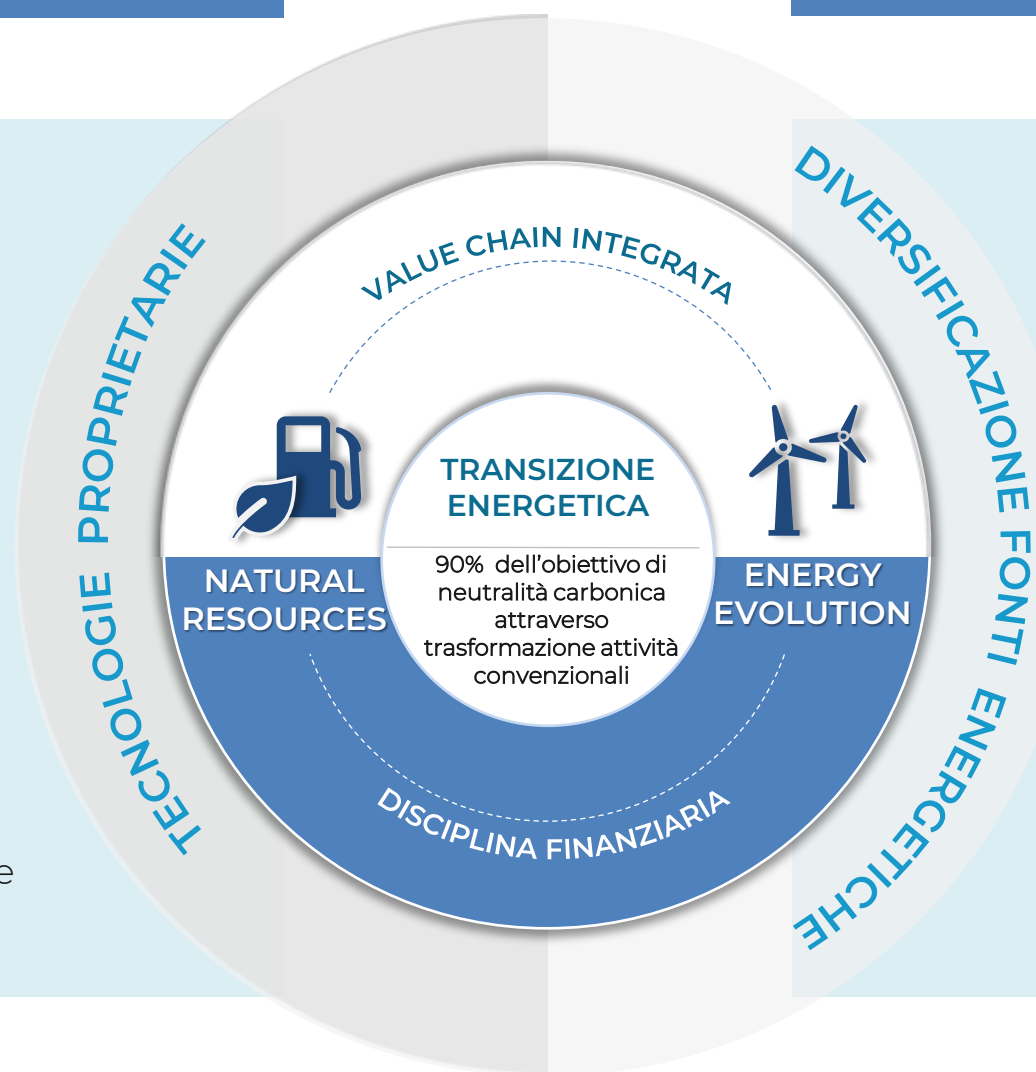 VALUE CHAIN INTEGRATA
TECNOLOGIE PROPRIETARIE
DIVERSIFICAZIONE FONTI ENERGETICHE
TRANSIZIONE
ENERGETICA
90% dell'obiettivo di
neutralità carbonica
attraverso
trasformazione attività
convenzionali
NATURAL
RESOURCES
ENERGY
EVOLUTION
DISCIPLINA FINANZIARIA
e